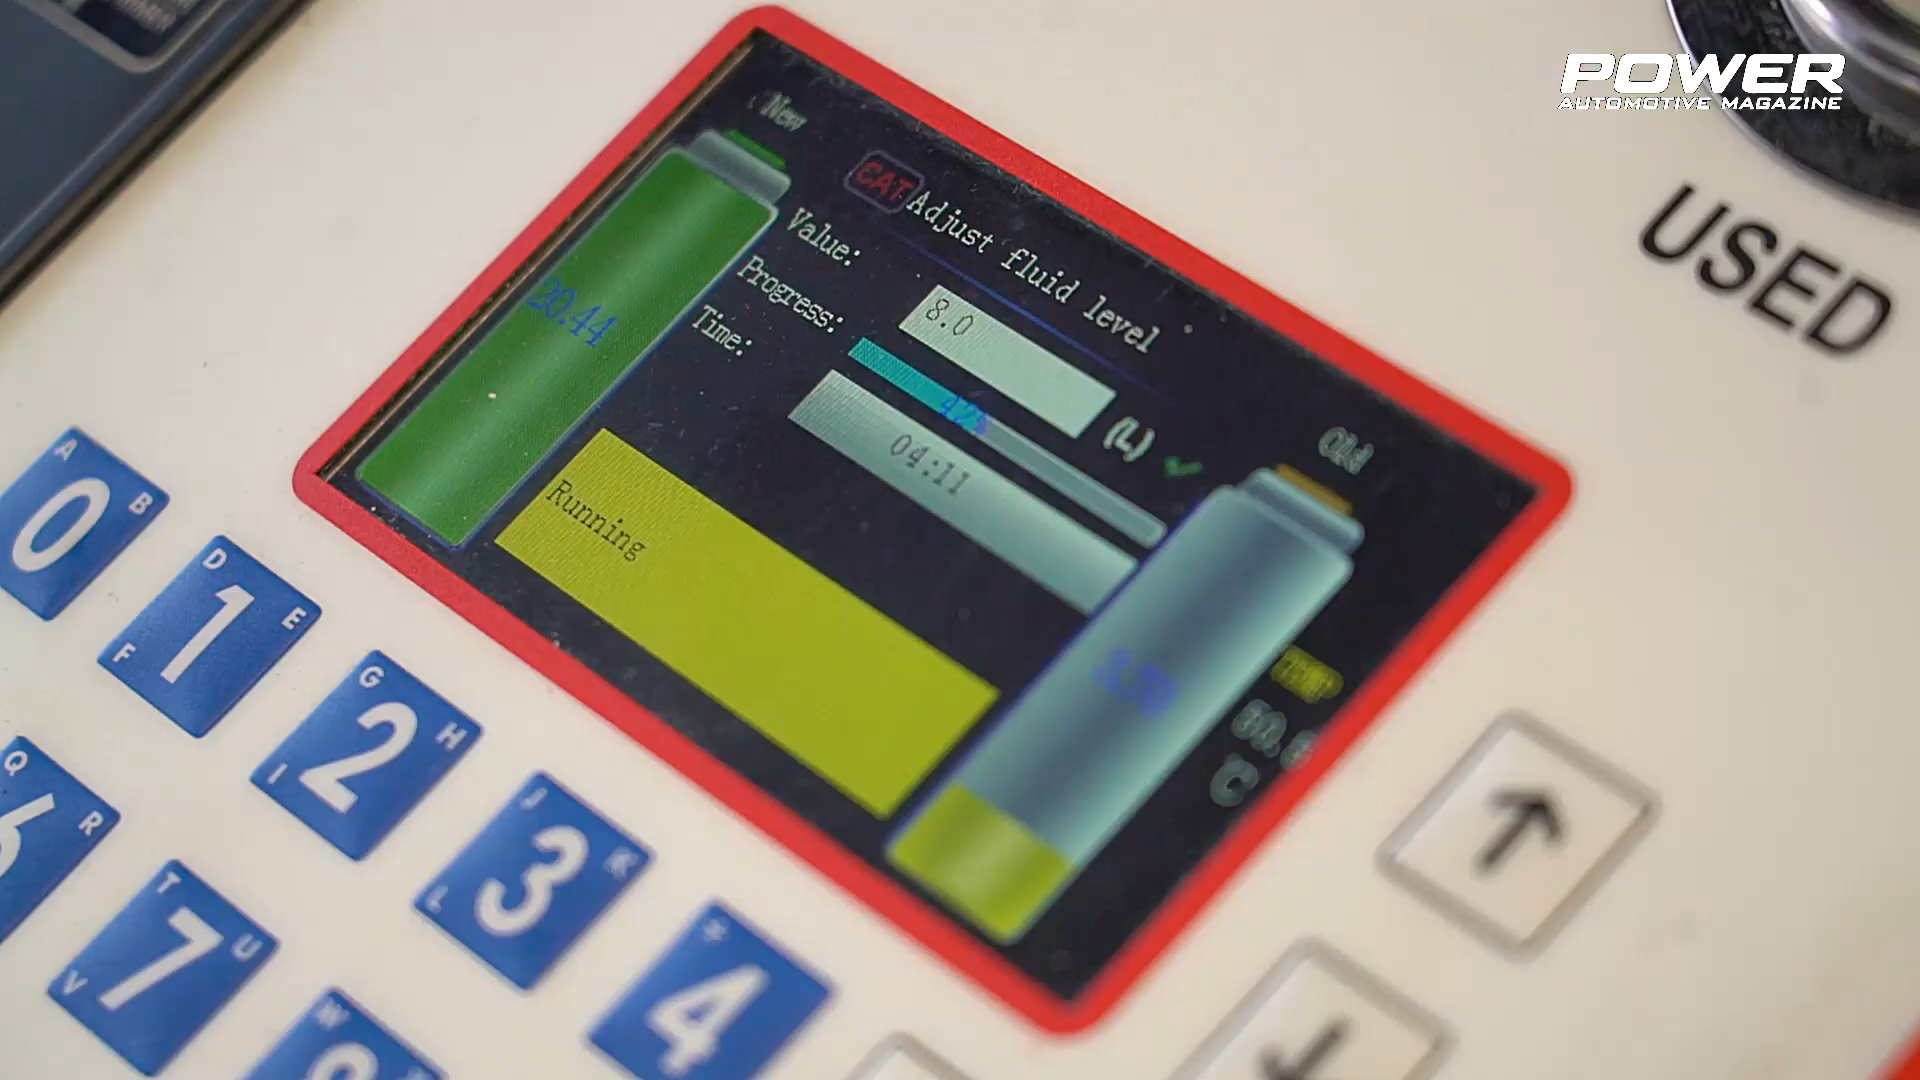 POWER
AUTOMOTIVE MAGAZINE
USED
New
CAT Adjust fluid level
Value: 8.0 (L)
Progress: 42%
Time: 04:11
20.44
Running
Old
C
A 0 B
D 1 E F
G 2 H I
J 3 K L
4
Q R
T 7 U V
W